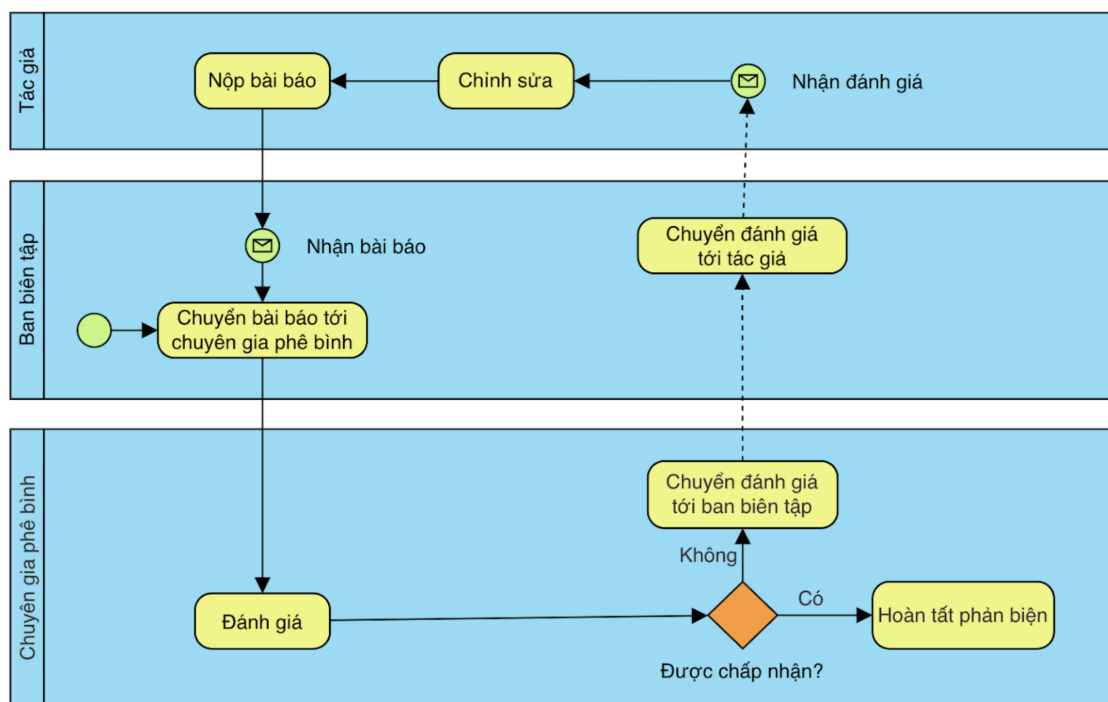 Tác giả
Nộp bài báo
Chỉnh sửa
Nhận đánh giá
Ban biên tập
Nhận bài báo
Chuyển đánh giá
tới tác giả
Chuyển bài báo tới
chuyên gia phê bình
Chuyên gia phê bình
Chuyển đánh giá
tới ban biên tập
Không
Đánh giá
Có
Hoàn tất phản biện
Được chấp nhận?